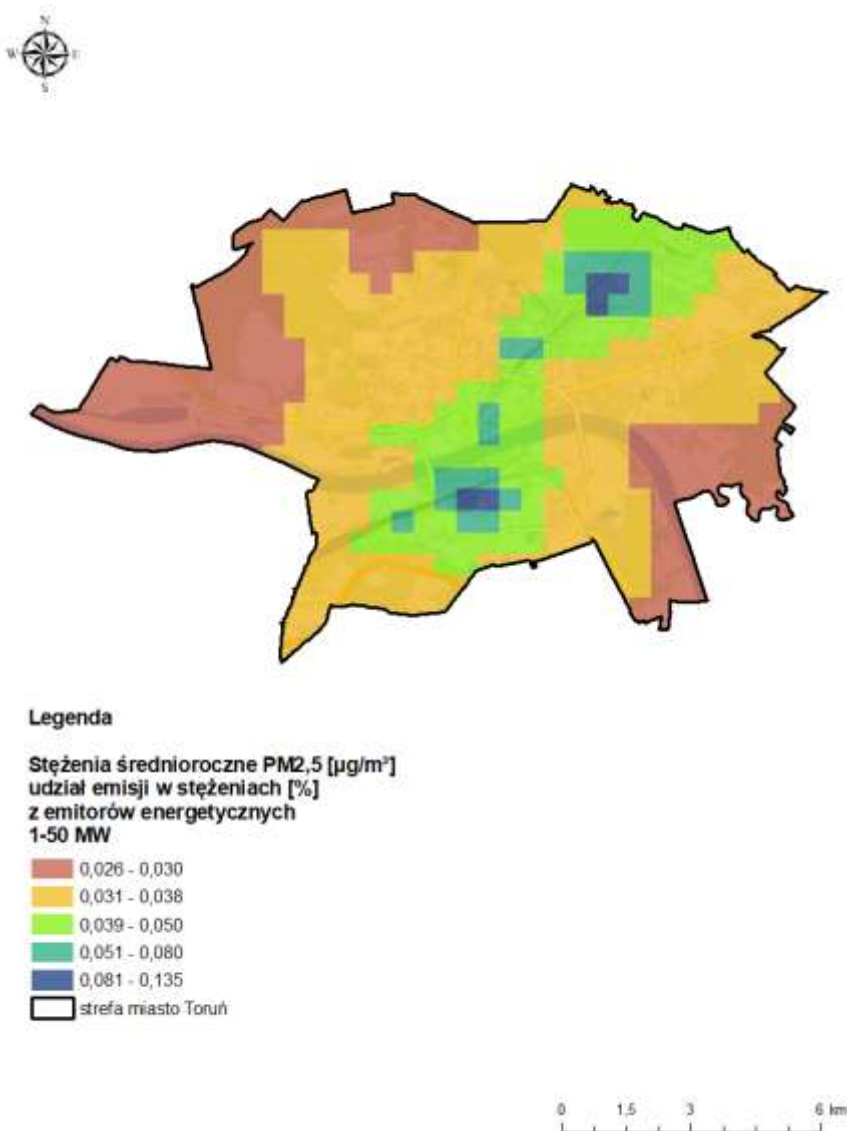 N
W E
S
Legenda
Stężenia średnioroczne PM2,5 [µg/m³]
udział emisji w stężeniach [%]
z emitorów energetycznych
1-50 MW
0,026 - 0,030
0,031 - 0,038
0,039 - 0,050
0,051 - 0,080
0,081 - 0,135
strefa miasto Toruń
0 1,5 3 6 km